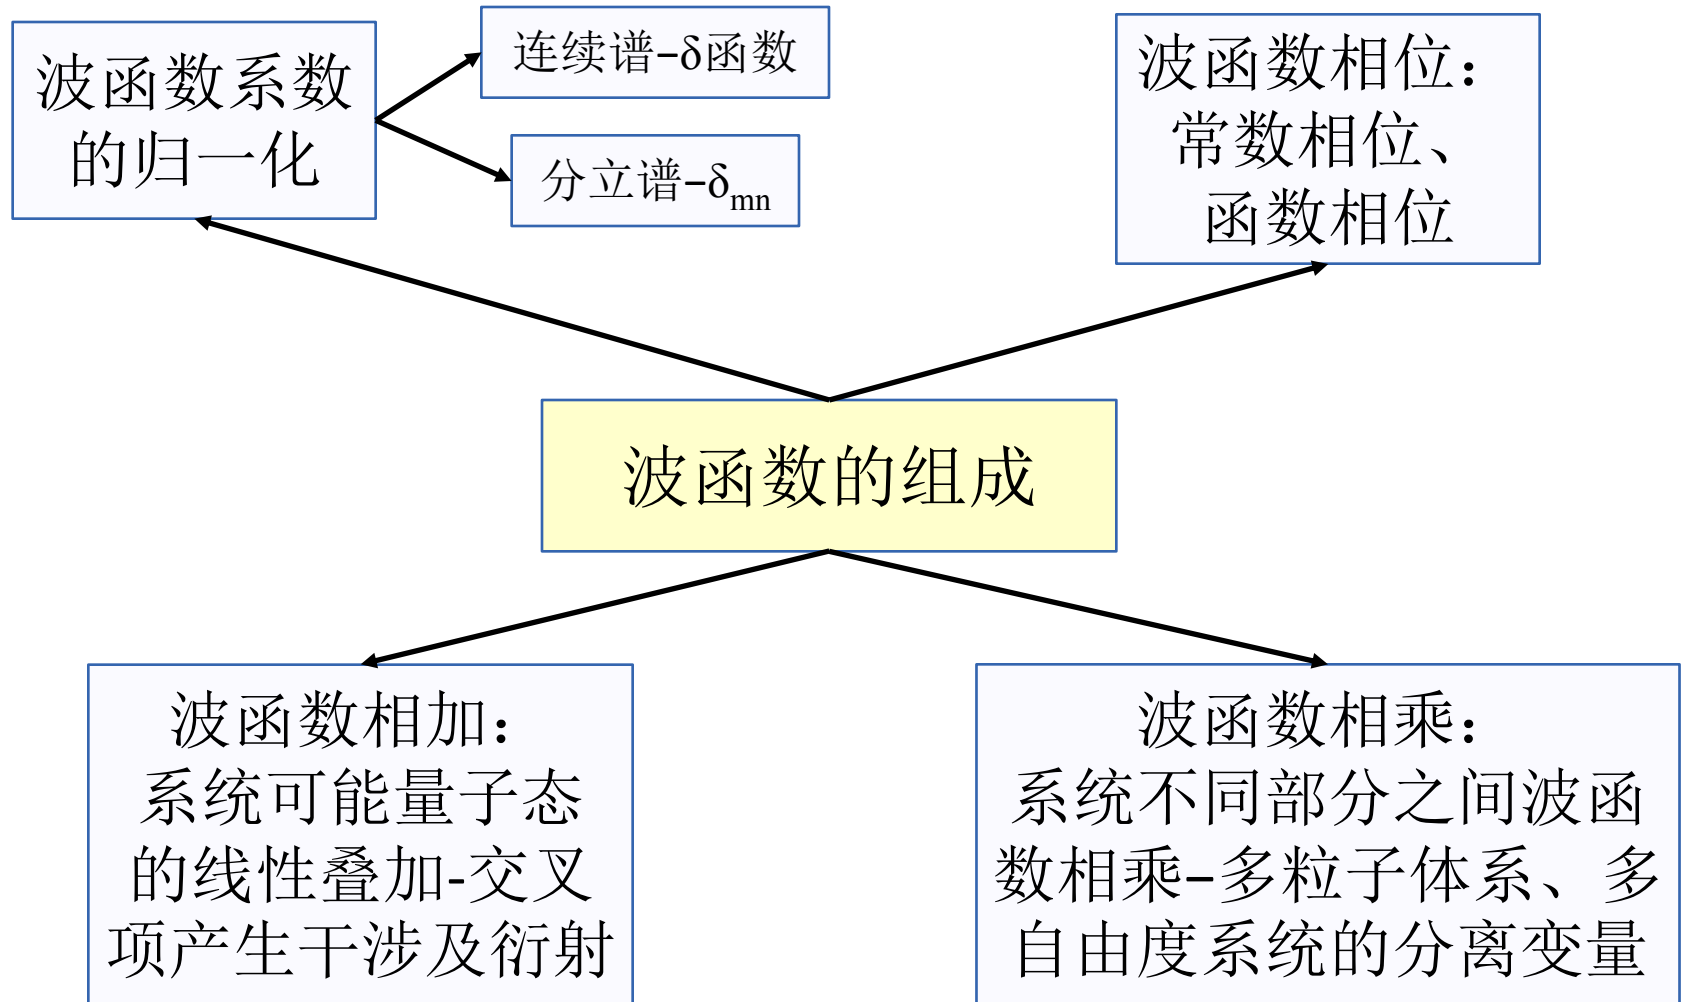 波函数系数
的归一化
连续谱–δ函数
分立谱–δmn
波函数相位：
常数相位、
函数相位
波函数的组成
波函数相加：
系统可能量子态
的线性叠加-交叉
项产生干涉及衍射
波函数相乘：
系统不同部分之间波函
数相乘–多粒子体系、多
自由度系统的分离变量